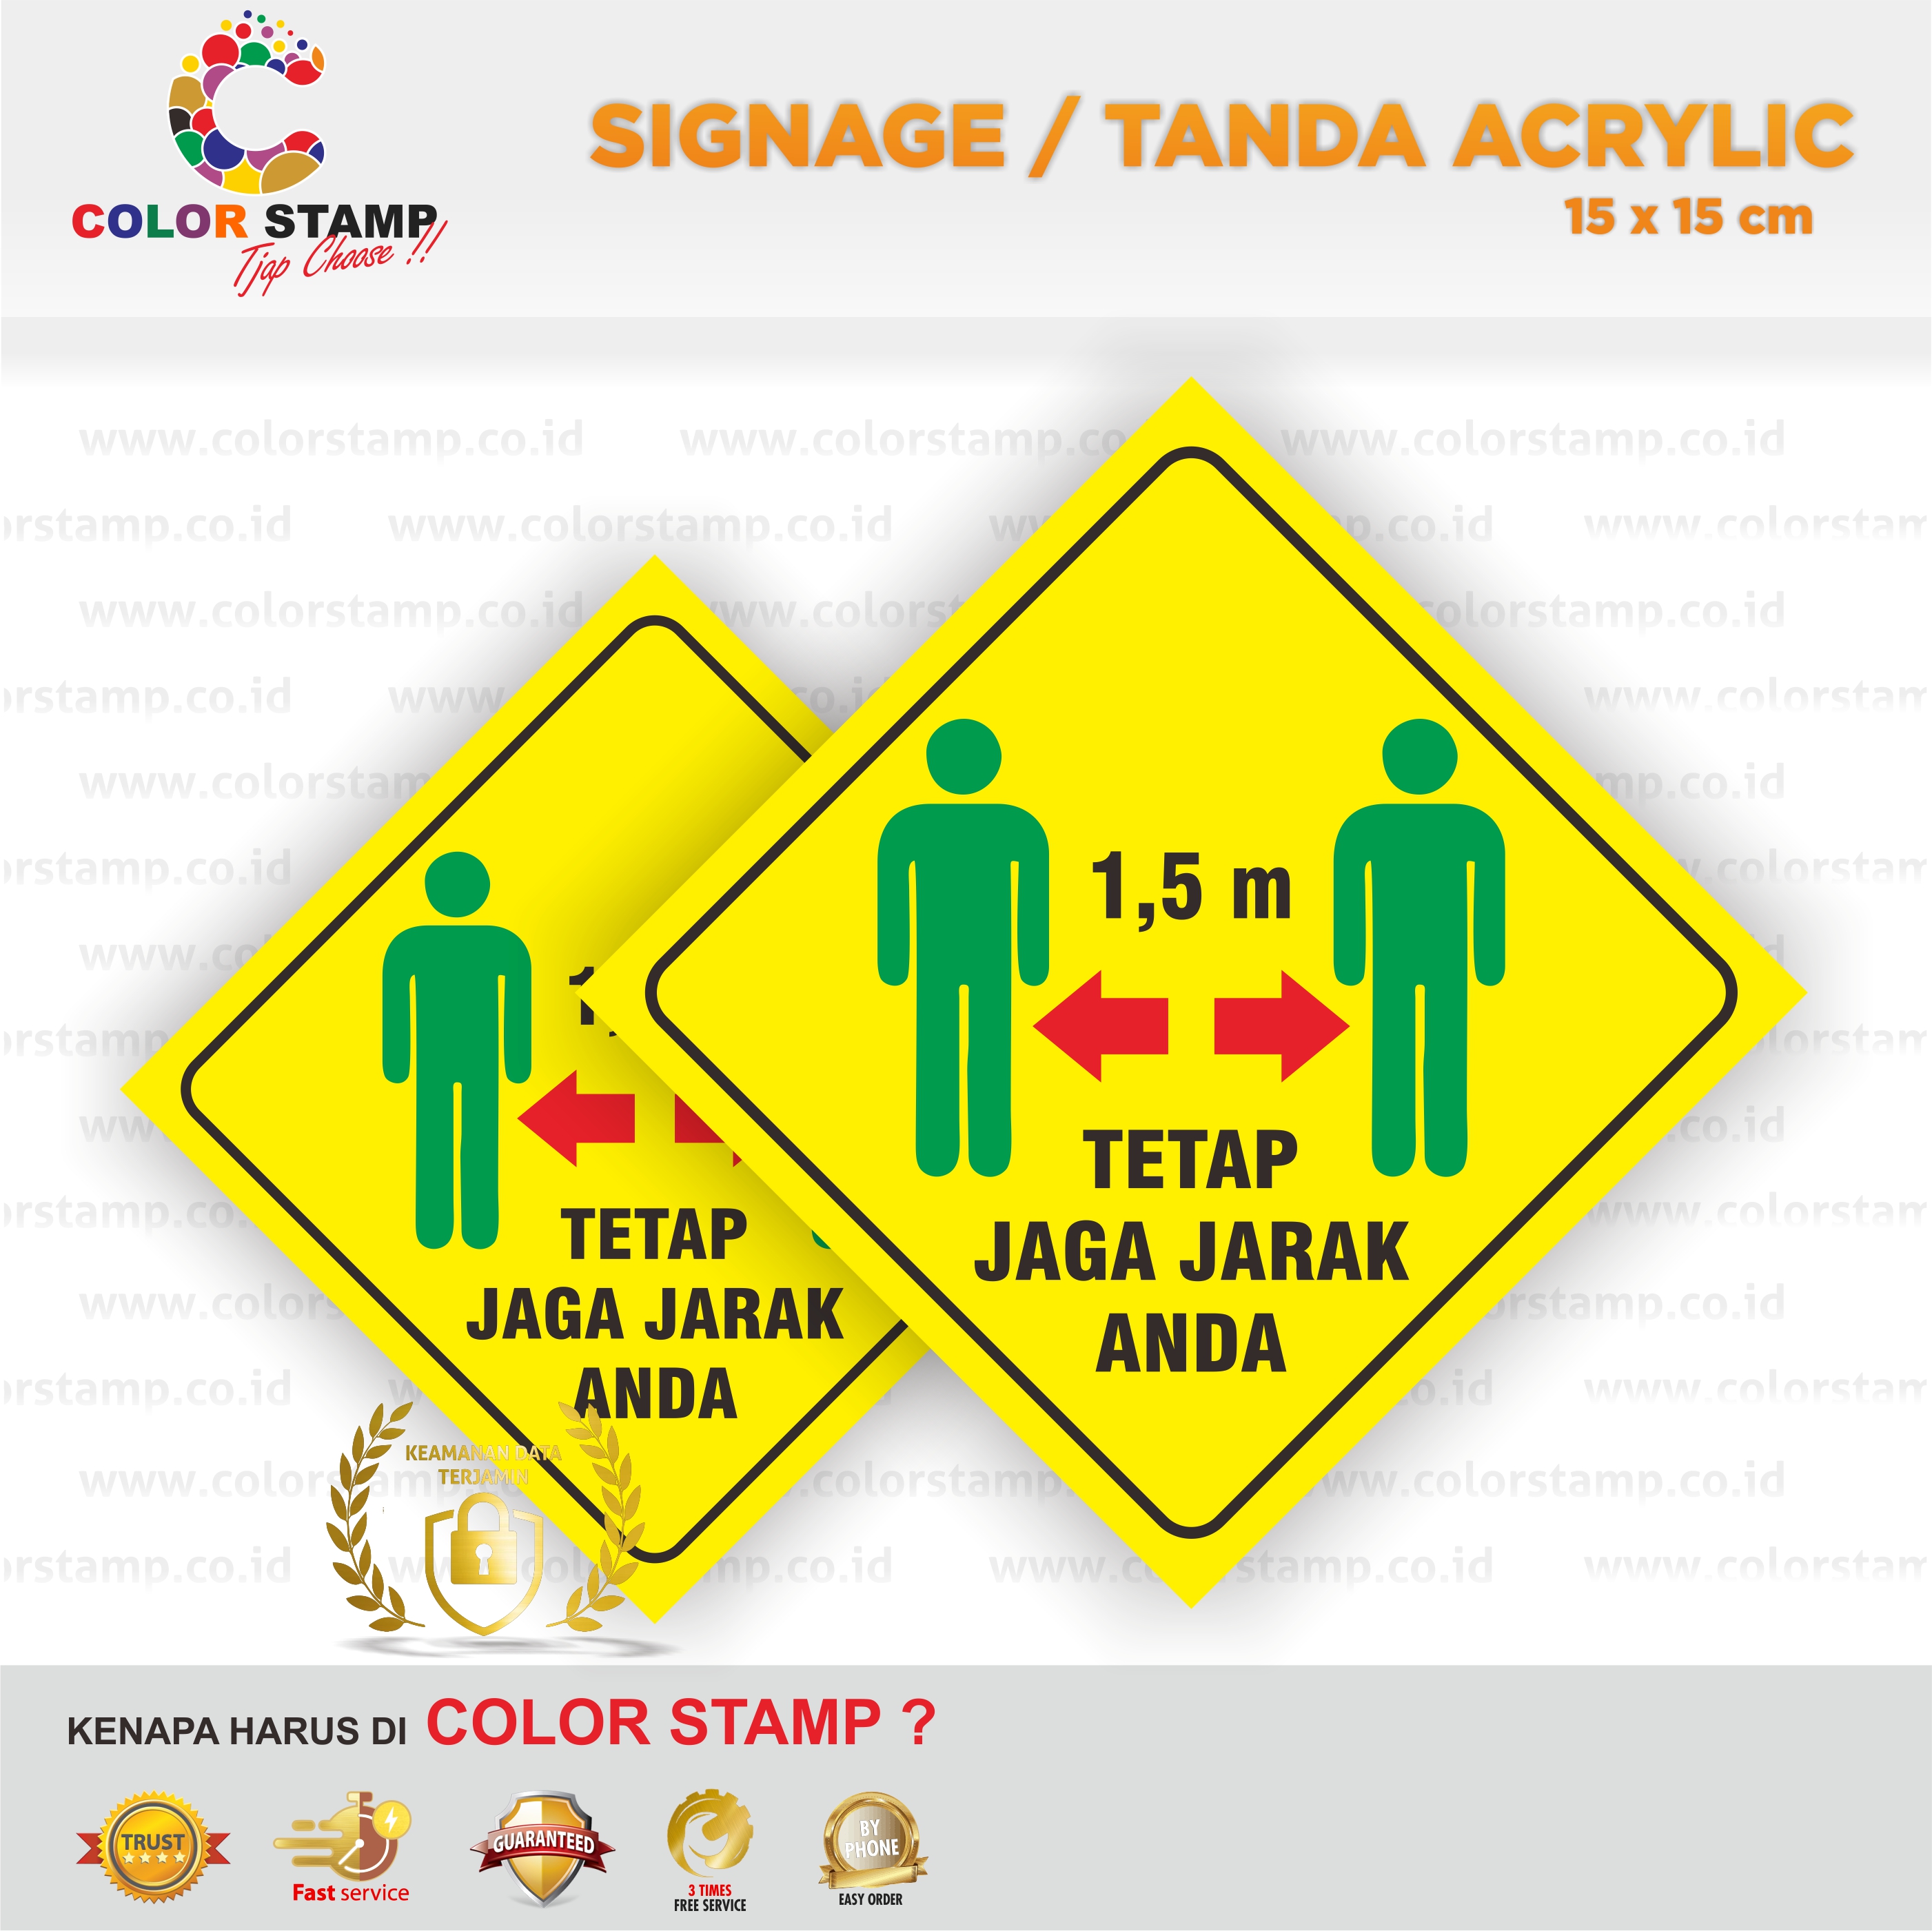 COLOR STAMP
Tjap Choose !!
SIGNAGE / TANDA ACRYLIC
15 x 15 cm
www.colorstamp.co.id
1,5 m
TETAP
JAGA JARAK
ANDA
TETAP
JAGA JARAK
ANDA
KEAMANAN DATA
TERJAMIN
KENAPA HARUS DI COLOR STAMP ?
TRUST
Fast service
GUARANTEED
3 TIMES
FREE SERVICE
BY
PHONE
EASY ORDER